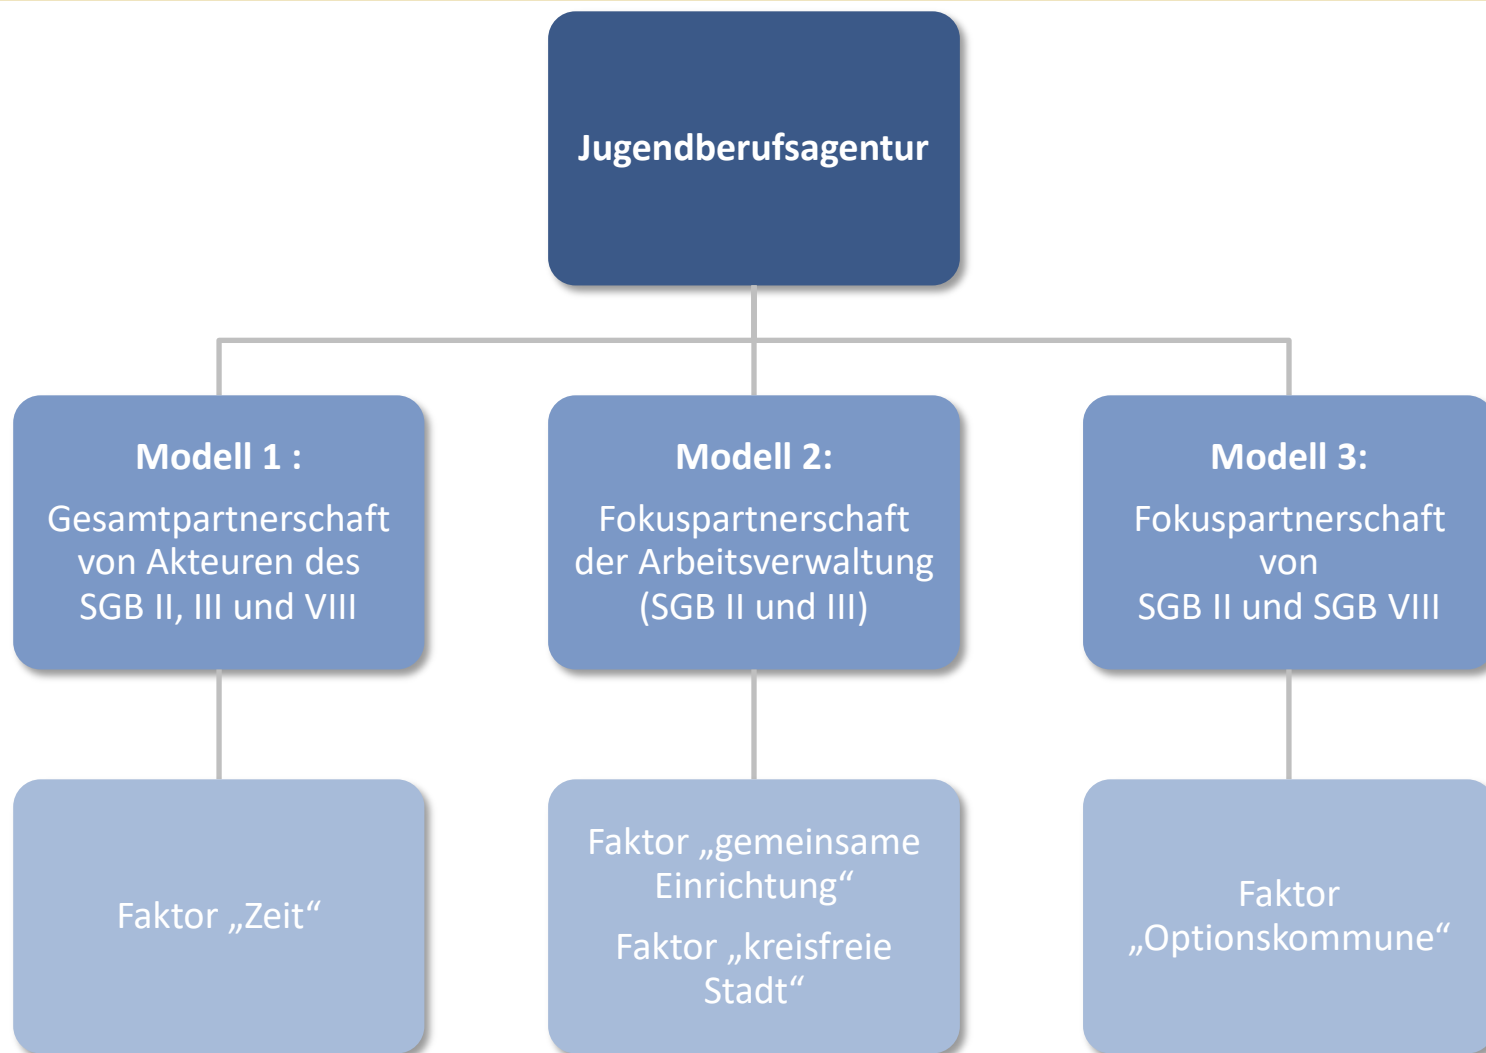 Jugendberufsagentur
Modell 1 :
Gesamtpartnerschaft
von Akteuren des
SGB II, III und VIII
Modell 2:
Fokuspartnerschaft
der Arbeitsverwaltung
(SGB II und III)
Modell 3:
Fokuspartnerschaft
von
SGB II und SGB VIII
Faktor „Zeit“
Faktor „gemeinsame
Einrichtung“
Faktor „kreisfreie
Stadt“
Faktor
„Optionskommune“